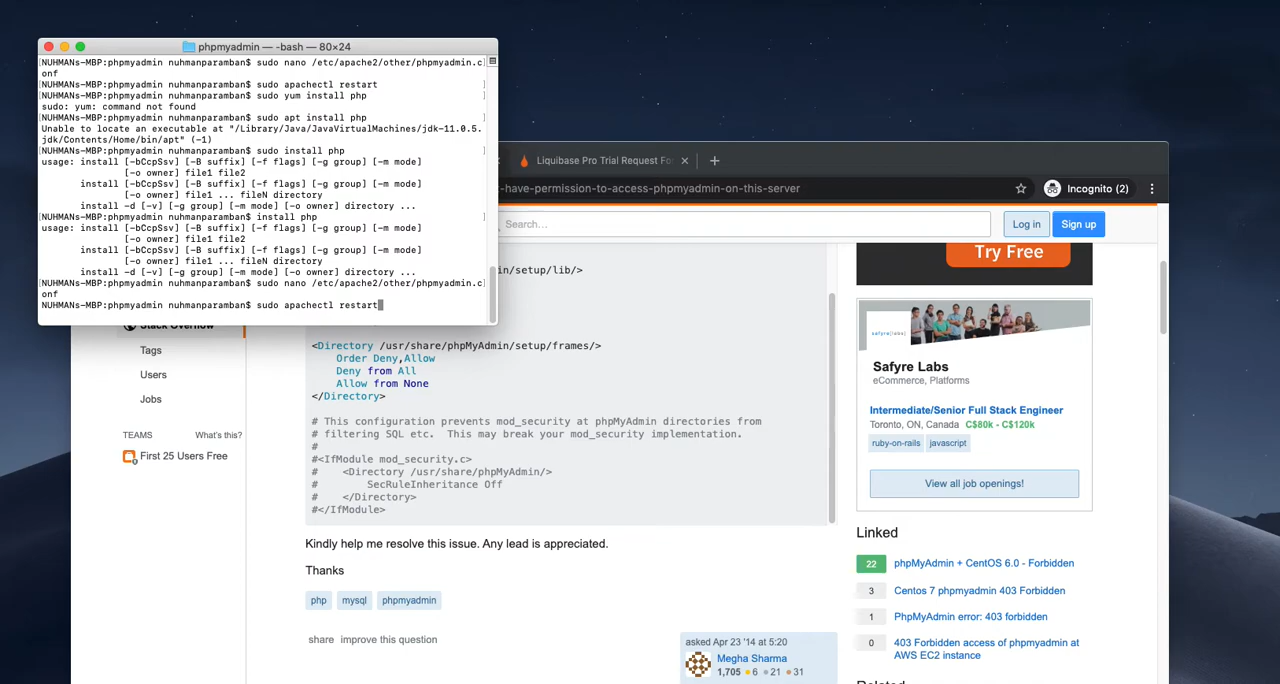 phpmyadmin — -bash — 80×24
[NUHMANs-MBP:phpmyadmin nuhmanparamban$ sudo nano /etc/apache2/other/phpmyadmin.c]
onf
[NUHMANs-MBP:phpmyadmin nuhmanparamban$ sudo apachectl restart ]
[NUHMANs-MBP:phpmyadmin nuhmanparamban$ sudo yum install php ]
sudo: yum: command not found
[NUHMANs-MBP:phpmyadmin nuhmanparamban$ sudo apt install php ]
Unable to locate an executable at "/Library/Java/JavaVirtualMachines/jdk-11.0.5.
jdk/Contents/Home/bin/apt" (-1)
[NUHMANs-MBP:phpmyadmin nuhmanparamban$ sudo install php ]
usage: install [-bCcpSsv] [-B suffix] [-f flags] [-g group] [-m mode]
[-o owner] file1 file2
install [-bCcpSsv] [-B suffix] [-f flags] [-g group] [-m mode]
[-o owner] file1 ... fileN directory
install -d [-v] [-g group] [-m mode] [-o owner] directory ...
[NUHMANs-MBP:phpmyadmin nuhmanparamban$ install php ]
usage: install [-bCcpSsv] [-B suffix] [-f flags] [-g group] [-m mode]
[-o owner] file1 file2
install [-bCcpSsv] [-B suffix] [-f flags] [-g group] [-m mode]
[-o owner] file1 ... fileN directory
install -d [-v] [-g group] [-m mode] [-o owner] directory ...
[NUHMANs-MBP:phpmyadmin nuhmanparamban$ sudo nano /etc/apache2/other/phpmyadmin.c]
onf
NUHMANs-MBP:phpmyadmin nuhmanparamban$ sudo apachectl restart
Liquibase Pro Trial Request For
-have-permission-to-access-phpmyadmin-on-this-server
Incognito (2)
Search…
Log in
Sign up
Stack Overflow
Tags
Users
Jobs
TEAMS What's this?
First 25 Users Free
in/setup/lib/>
<Directory /usr/share/phpMyAdmin/setup/frames/>
Order Deny,Allow
Deny from All
Allow from None
</Directory>
# This configuration prevents mod_security at phpMyAdmin directories from
# filtering SQL etc.  This may break your mod_security implementation.
#
#<IfModule mod_security.c>
#    <Directory /usr/share/phpMyAdmin/>
#        SecRuleInheritance Off
#    </Directory>
#</IfModule>
Kindly help me resolve this issue. Any lead is appreciated.
Thanks
php mysql phpmyadmin
share improve this question
asked Apr 23 '14 at 5:20
Megha Sharma
1,705 6 21 31
Try Free
safyre labs
Safyre Labs
eCommerce, Platforms
Intermediate/Senior Full Stack Engineer
Toronto, ON, Canada C$80k - C$120k
ruby-on-rails javascript
View all job openings!
Linked
22 phpMyAdmin + CentOS 6.0 - Forbidden
3 Centos 7 phpmyadmin 403 Forbidden
1 PhpMyAdmin error: 403 forbidden
0 403 Forbidden access of phpmyadmin at
AWS EC2 instance
Related